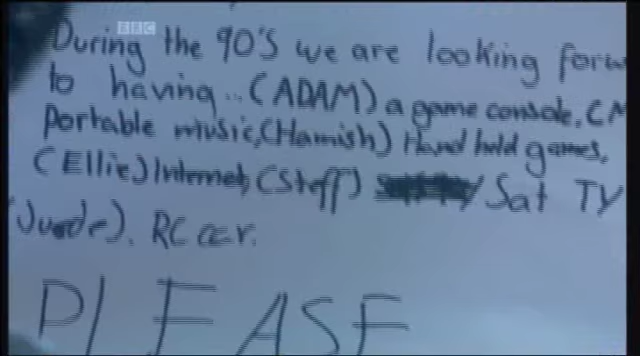 BBC
During the 90'S we are looking forw
to having.. (ADAM) a game console, (M
Portable music, (Hamish) Hand held games,
(Ellie) Internet, (Steff) Sat TV
(Jude). RC car.
PLEASE